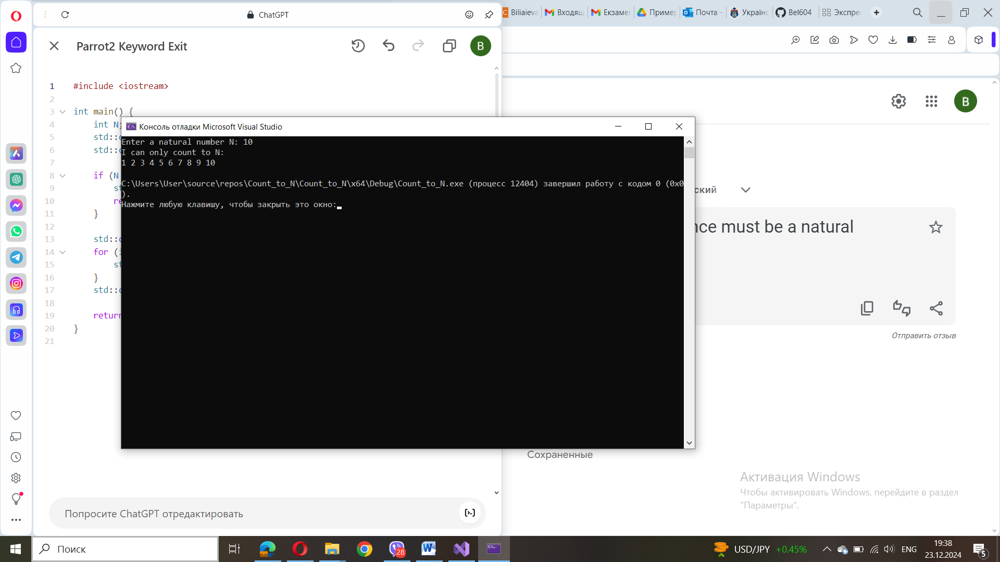 ChatGPT
Biliaieva
Входящ
Екзамен
Пример
Почта -
Українс
Bel604
Экспрес
Parrot2 Keyword Exit
B
1 #include <iostream>
2
3 int main() {
4 int N;
5 std::c
6 std::c
7
8 if (N
9 st
10 re
11 }
12
13 std::c
14 for (i
15 st
16 }
17 std::c
18
19 return
20 }
21
Консоль отладки Microsoft Visual Studio
Enter a natural number N: 10
I can only count to N:
1 2 3 4 5 6 7 8 9 10
C:\Users\User\source\repos\Count_to_N\Count_to_N\x64\Debug\Count_to_N.exe (процесс 12404) завершил работу с кодом 0 (0x0
).
Нажмите любую клавишу, чтобы закрыть это окно:
B
ский
nce must be a natural
Отправить отзыв
Сохраненные
Активация Windows
Чтобы активировать Windows, перейдите в раздел
"Параметры".
Попросите ChatGPT отредактировать
Поиск
28
USD/JPY +0.45%
ENG
19:38
23.12.2024
5